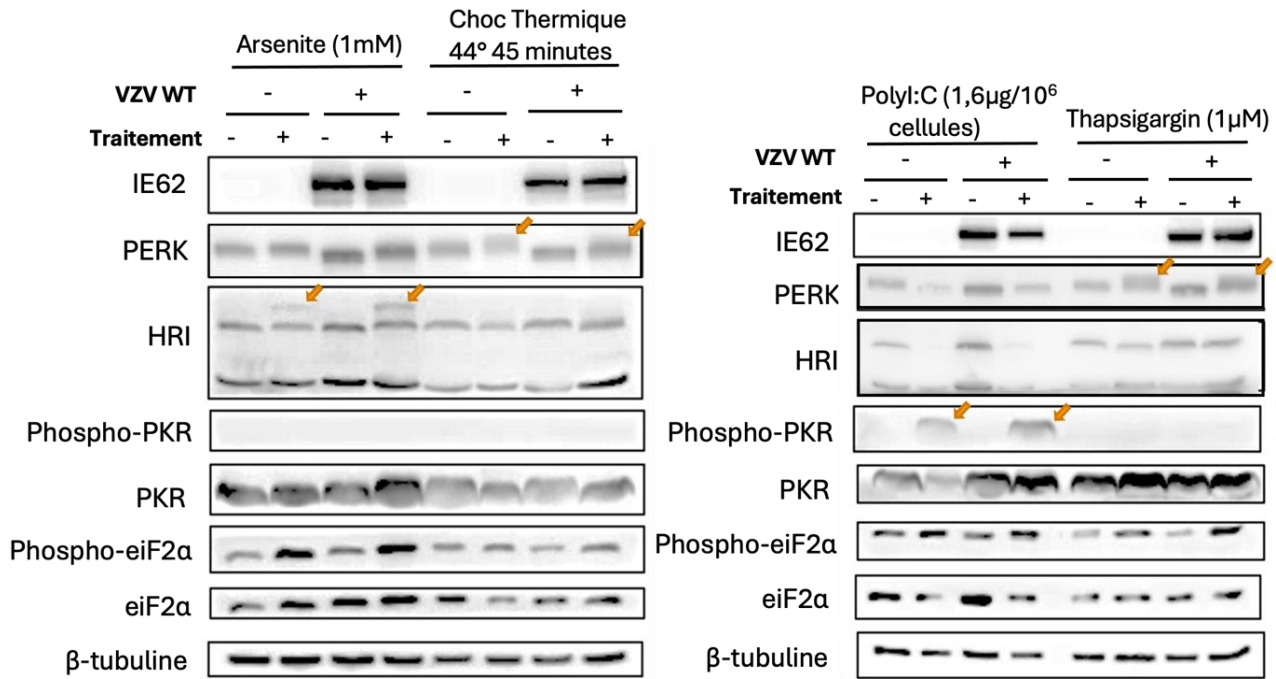 Arsenite (1mM)
Choc Thermique
44° 45 minutes
VZV WT - + - +
Traitement - + - + - + - +
IE62
PERK
HRI
Phospho-PKR
PKR
Phospho-eiF2α
eiF2α
β-tubuline
PolyI:C (1,6µg/10⁶
cellules)
Thapsigargin (1µM)
VZV WT - + - +
Traitement - + - + - + - +
IE62
PERK
HRI
Phospho-PKR
PKR
Phospho-eiF2α
eiF2α
β-tubuline